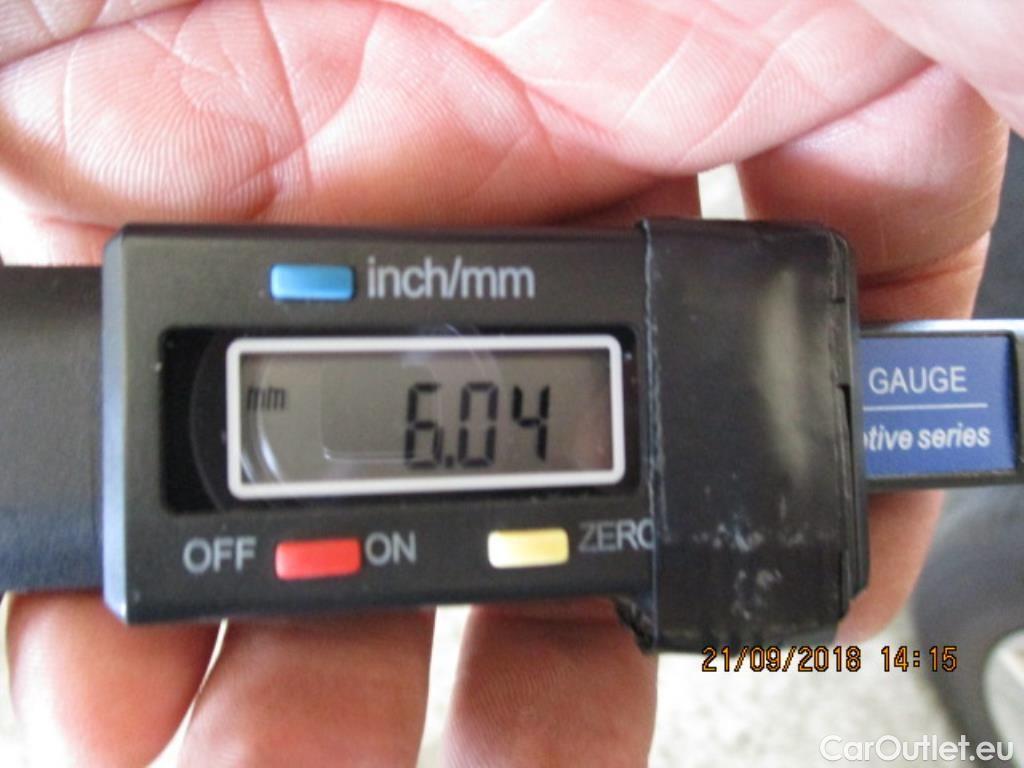 inch/mm
mm 6.04
OFF ON ZERO
GAUGE
tive series
21/09/2018 14:15
CarOutlet.eu